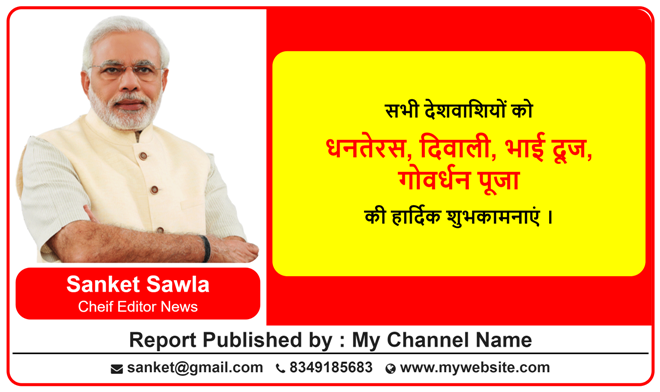 सभी देशवाशियों को
धनतेरस, दिवाली, भाई दूज,
गोवर्धन पूजा
की हार्दिक शुभकामनाएं ।
Sanket Sawla
Cheif Editor News
Report Published by : My Channel Name
sanket@gmail.com 8349185683 www.mywebsite.com